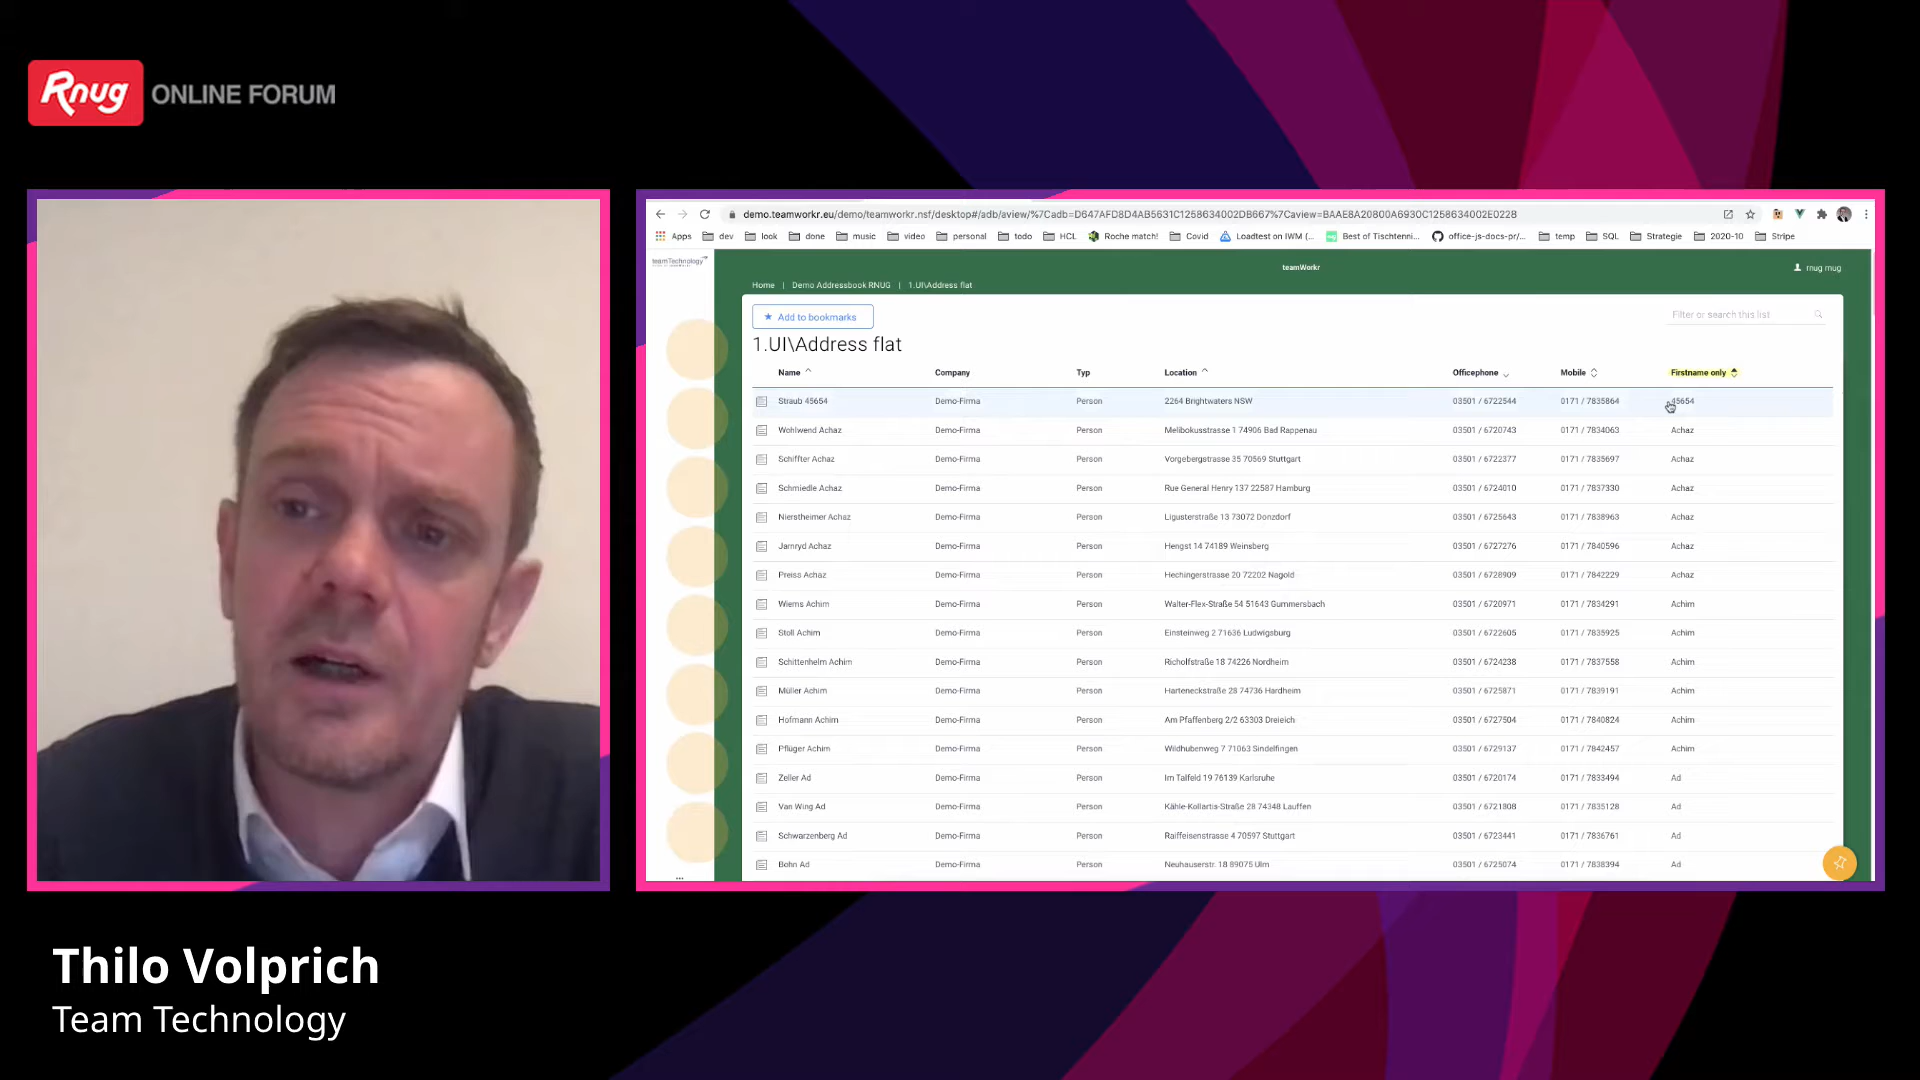 Rnug ONLINE FORUM
demo.teamworkr.eu/demo/teamworkr.nsf/desktop#/adb/aview/%7Cadb=D647AFD8D4AB5631C1258634002DB667%7Caview=BAAE8A20800A6930C1258634002E0228
Apps dev look done music video personal todo HCL Roche match! Covid Loadtest on IWM (... Best of Tischtenni... office-js-docs-pr/... temp SQL Strategie 2020-10 Stripe
teamTechnology
teamWorkr
rnug mug
Home | Demo Addressbook RNUG | 1.UI\Address flat
Add to bookmarks
Filter or search this list
1.UI\Address flat
Name Company Typ Location Officephone Mobile Firstname only
Straub 45654 Demo-Firma Person 2264 Brightwaters NSW 03501 / 6722544 0171 / 7835864 45654
Wohlwend Achaz Demo-Firma Person Melibokusstrasse 1 74906 Bad Rappenau 03501 / 6720743 0171 / 7834063 Achaz
Schiffter Achaz Demo-Firma Person Vorgebergstrasse 35 70569 Stuttgart 03501 / 6722377 0171 / 7835697 Achaz
Schmiedle Achaz Demo-Firma Person Rue General Henry 137 22587 Hamburg 03501 / 6724010 0171 / 7837330 Achaz
Nierstheimer Achaz Demo-Firma Person Ligusterstraße 13 73072 Donzdorf 03501 / 6725643 0171 / 7838963 Achaz
Jarnryd Achaz Demo-Firma Person Hengst 14 74189 Weinsberg 03501 / 6727276 0171 / 7840596 Achaz
Preiss Achaz Demo-Firma Person Hechingerstrasse 20 72202 Nagold 03501 / 6728909 0171 / 7842229 Achaz
Wierns Achim Demo-Firma Person Walter-Flex-Straße 54 51643 Gummersbach 03501 / 6720971 0171 / 7834291 Achim
Stoll Achim Demo-Firma Person Einsteinweg 2 71636 Ludwigsburg 03501 / 6722605 0171 / 7835925 Achim
Schittenhelm Achim Demo-Firma Person Richolfstraße 18 74226 Nordheim 03501 / 6724238 0171 / 7837558 Achim
Müller Achim Demo-Firma Person Harteneckstraße 28 74736 Hardheim 03501 / 6725871 0171 / 7839191 Achim
Hofmann Achim Demo-Firma Person Am Pfaffenberg 2/2 63303 Dreieich 03501 / 6727504 0171 / 7840824 Achim
Pflüger Achim Demo-Firma Person Wildhubenweg 7 71063 Sindelfingen 03501 / 6729137 0171 / 7842457 Achim
Zeller Ad Demo-Firma Person Im Talfeld 19 76139 Karlsruhe 03501 / 6720174 0171 / 7833494 Ad
Van Wing Ad Demo-Firma Person Kähle-Kollartis-Straße 28 74348 Lauffen 03501 / 6721808 0171 / 7835128 Ad
Schwarzenberg Ad Demo-Firma Person Raiffeisenstrasse 4 70597 Stuttgart 03501 / 6723441 0171 / 7836761 Ad
Bohn Ad Demo-Firma Person Neuhauserstr. 18 89075 Ulm 03501 / 6725074 0171 / 7838394 Ad
...
Thilo Volprich
Team Technology